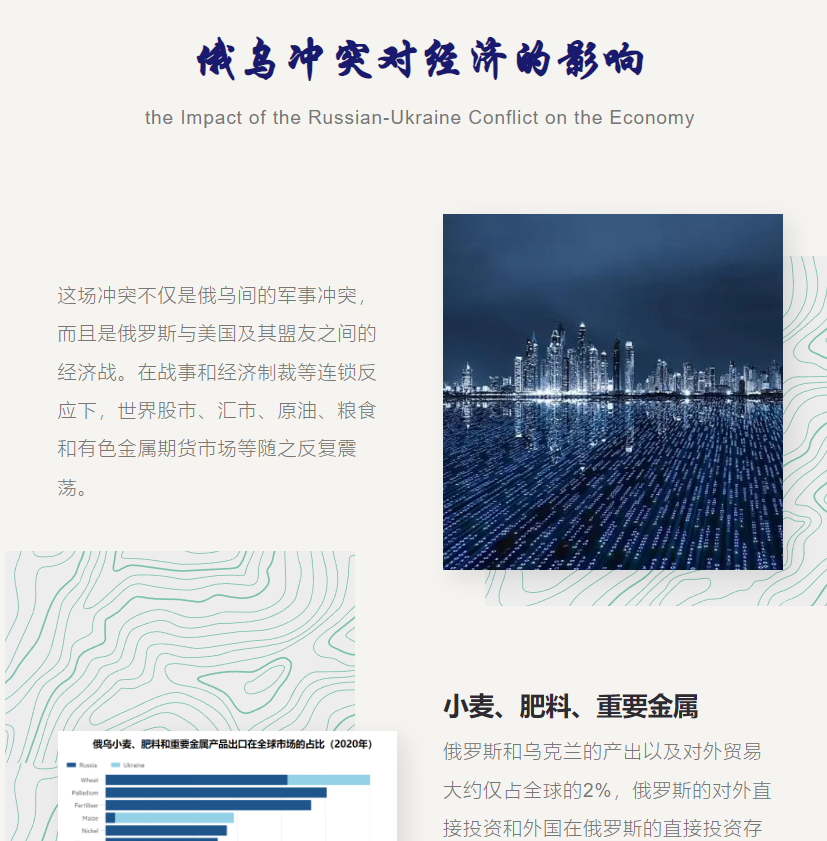 俄乌冲突对经济的影响
the Impact of the Russian-Ukraine Conflict on the Economy
这场冲突不仅是俄乌间的军事冲突，
而且是俄罗斯与美国及其盟友之间的
经济战。在战事和经济制裁等连锁反
应下，世界股市、汇市、原油、粮食
和有色金属期货市场等随之反复震
荡。
小麦、肥料、重要金属
俄罗斯和乌克兰的产出以及对外贸易
大约仅占全球的2%，俄罗斯的对外直
接投资和外国在俄罗斯的直接投资存
俄乌小麦、肥料和重要金属产品出口在全球市场的占比（2020年）
Russia
Ukraine
Wheat
Palladium
Fertiliser
Maize
Nickel